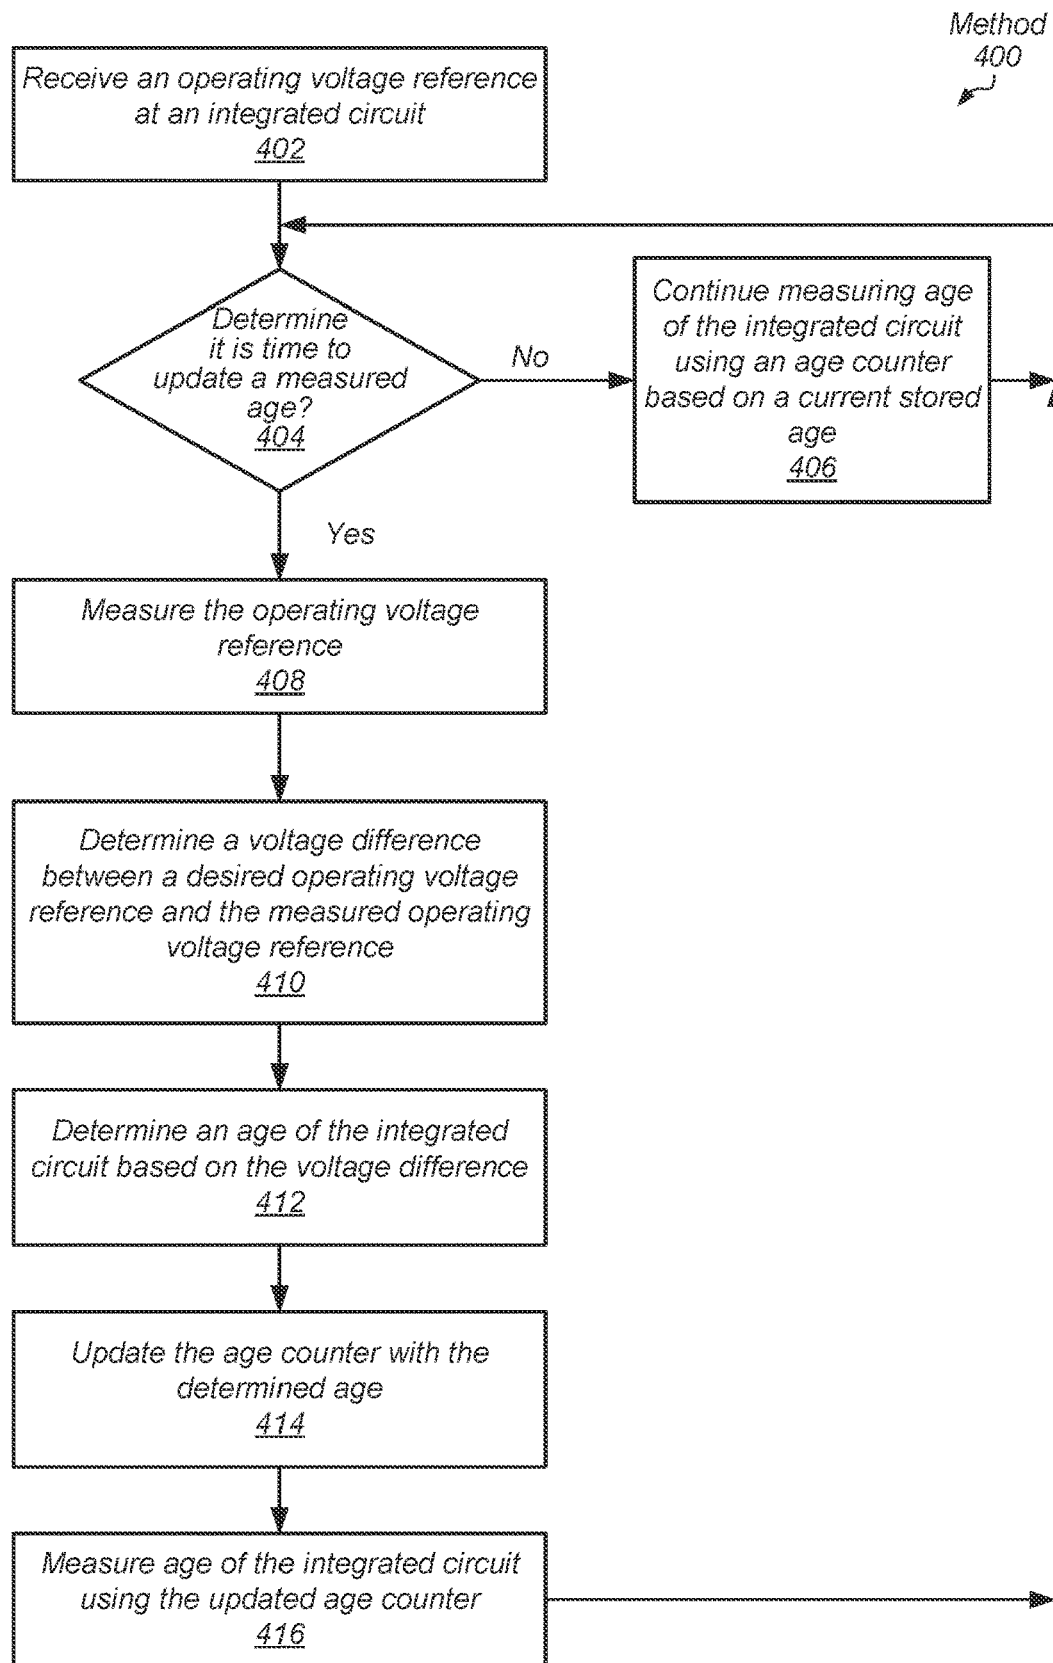 Method
400
Receive an operating voltage reference
at an integrated circuit
402
Determine
it is time to
update a measured
age?
404
No
Continue measuring age
of the integrated circuit
using an age counter
based on a current stored
age
406
Yes
Measure the operating voltage
reference
408
Determine a voltage difference
between a desired operating voltage
reference and the measured operating
voltage reference
410
Determine an age of the integrated
circuit based on the voltage difference
412
Update the age counter with the
determined age
414
Measure age of the integrated circuit
using the updated age counter
416